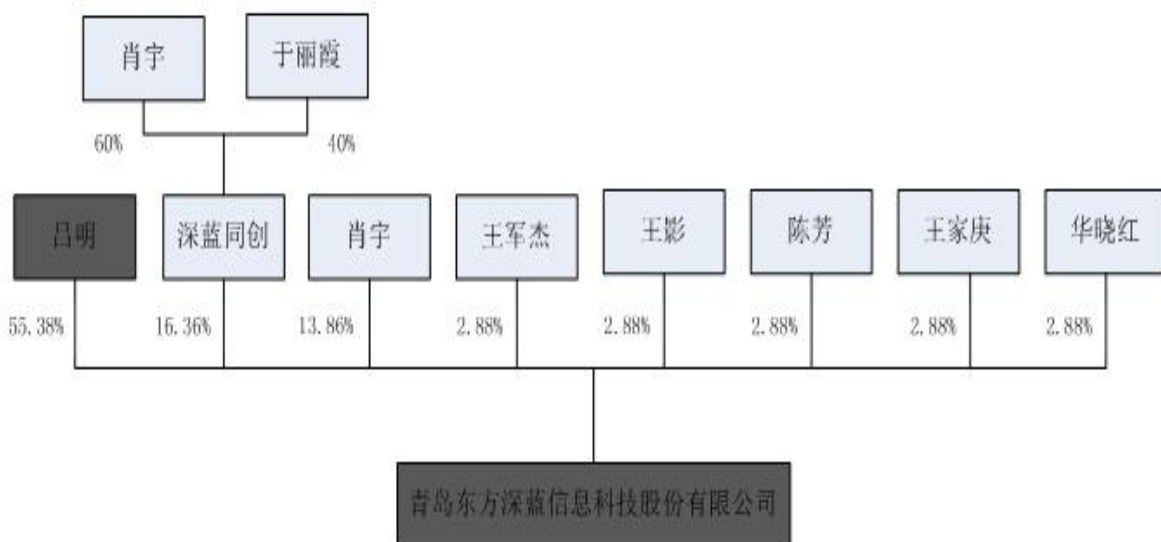 肖宇
于丽霞
60%
40%
吕明
深蓝同创
肖宇
王军杰
王影
陈芳
王家庚
华晓红
55.38%
16.36%
13.86%
2.88%
2.88%
2.88%
2.88%
2.88%
青岛东方深蓝信息科技股份有限公司